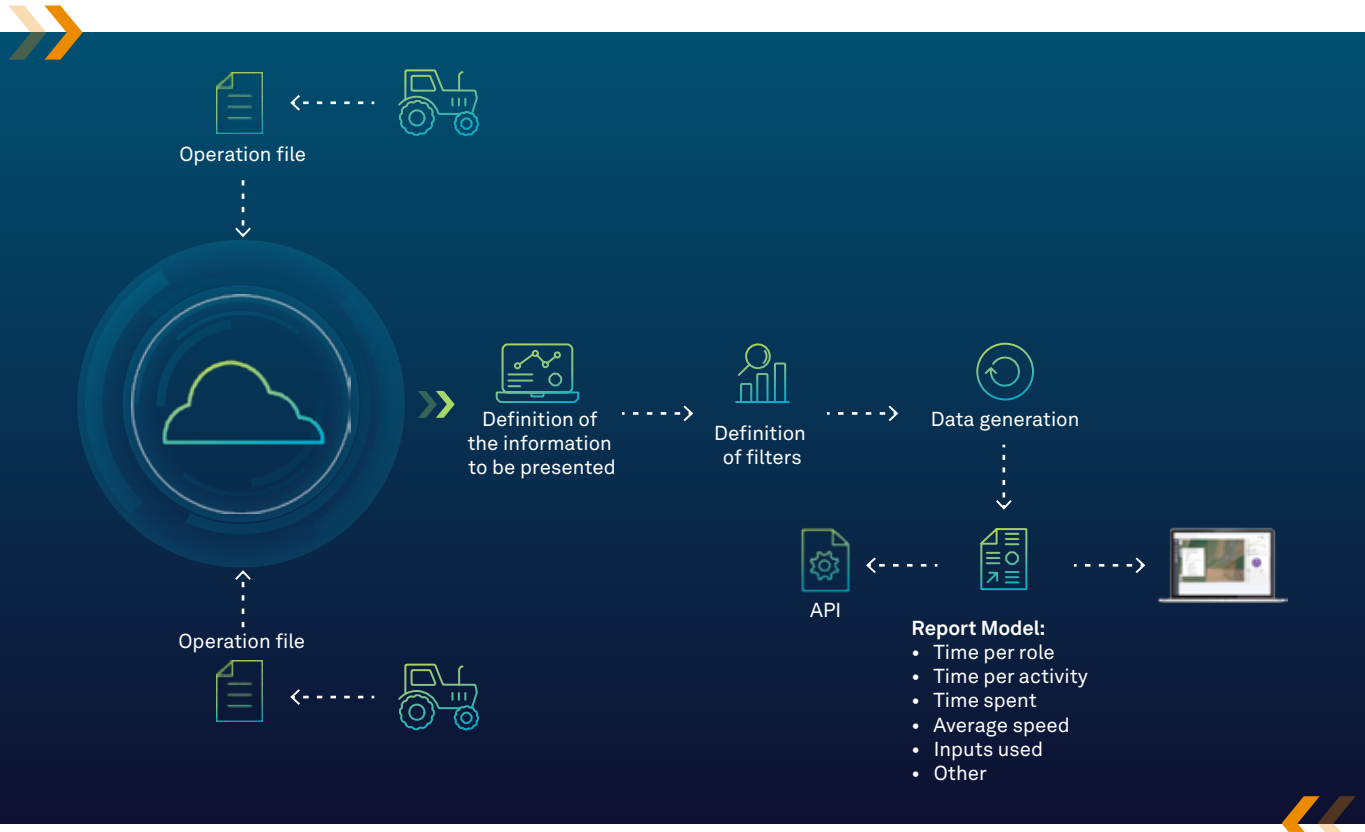 Operation file
Definition of
the information
to be presented
Definition
of filters
Data generation
API
Operation file
Report Model:
• Time per role
• Time per activity
• Time spent
• Average speed
• Inputs used
• Other